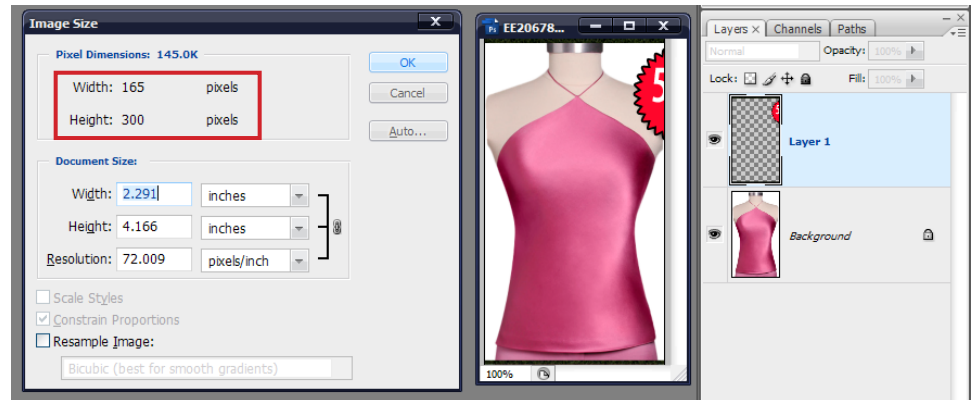 Image Size
X
Pixel Dimensions: 145.0K
Width: 165 pixels
Height: 300 pixels
OK
Cancel
Auto...
Document Size:
Width: 2.291 inches
Height: 4.166 inches
Resolution: 72.009 pixels/inch
Scale Styles
Constrain Proportions
Resample Image:
Bicubic (best for smooth gradients)
Ps EE20678...
X
5
100%
Layers × Channels Paths
Normal Opacity: 100%
Lock: Fill: 100%
Layer 1
Background